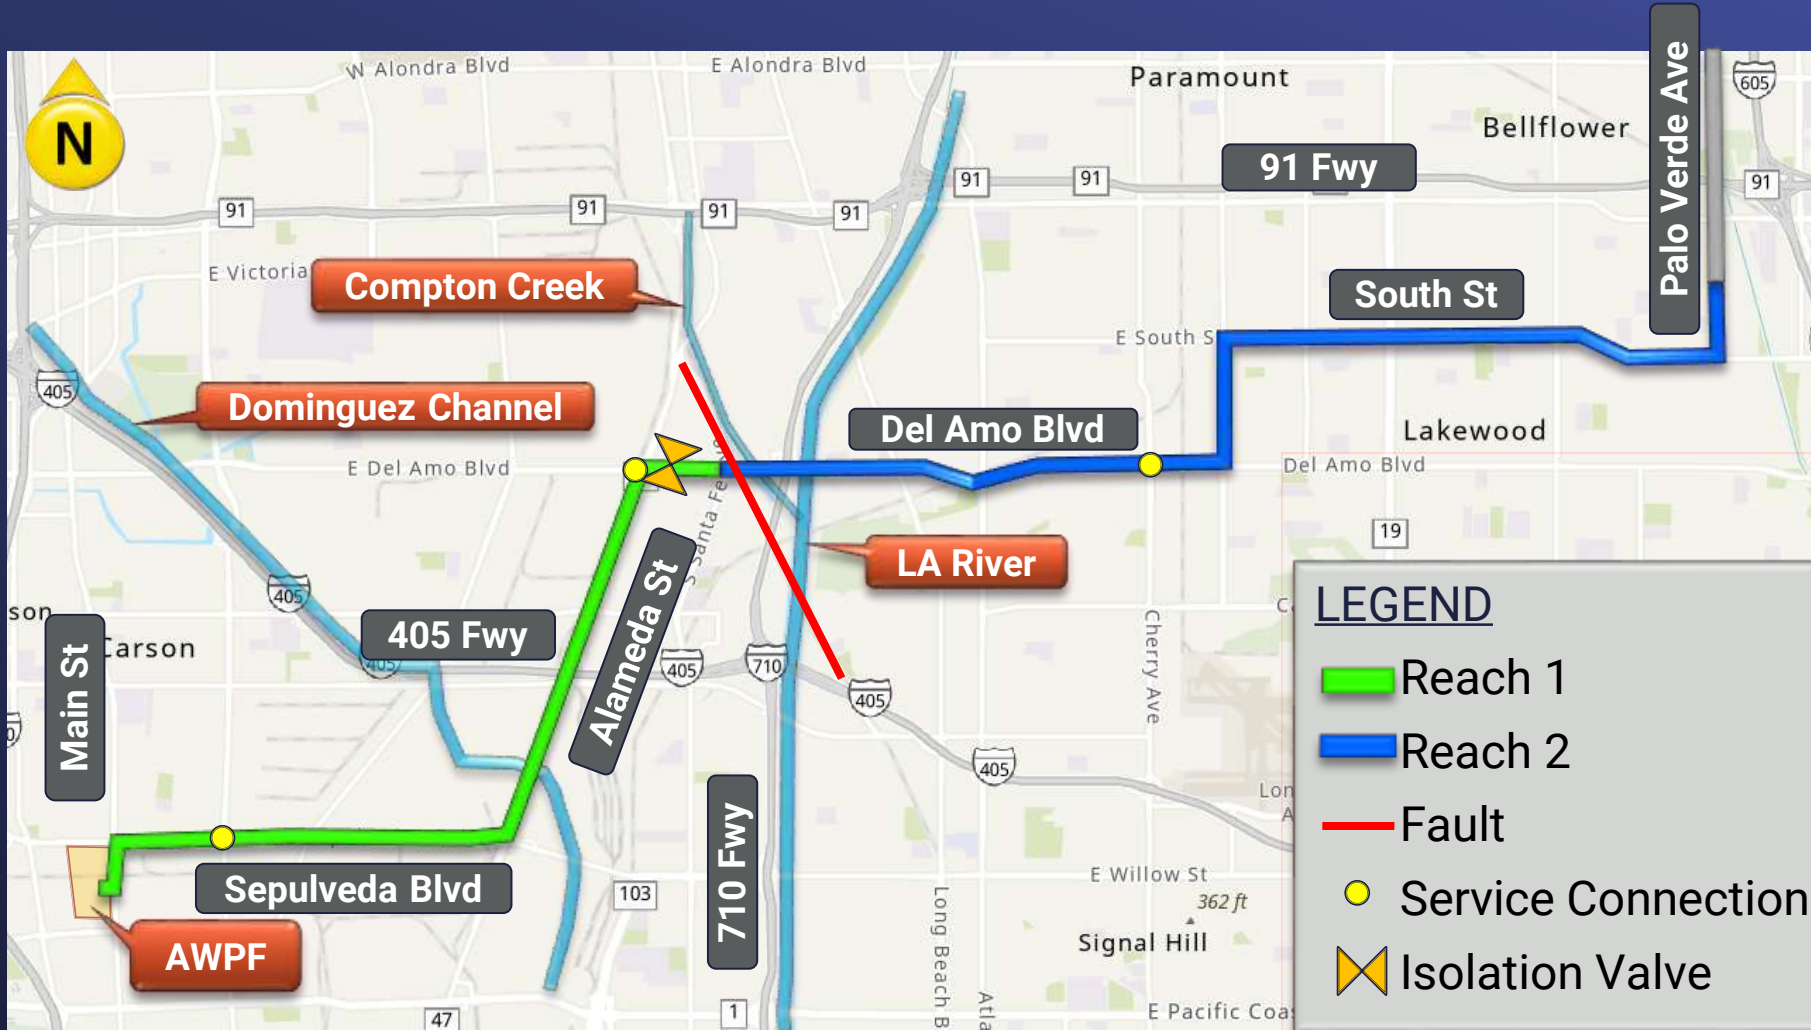 W Alondra Blvd
E Alondra Blvd
Paramount
605
Bellflower
Palo Verde Ave
N
91 Fwy
91
91
91
91
91
91
91
E Victoria
Compton Creek
South St
E South S
405
Dominguez Channel
Del Amo Blvd
Lakewood
E Del Amo Blvd
Del Amo Blvd
S Santa Fe
19
LA River
405
Alameda St
son
Carson
405 Fwy
405
405
710
405
Cherry Ave
Main St
405
Lon
A
LEGEND
Reach 1
Reach 2
Fault
Service Connection
Isolation Valve
Sepulveda Blvd
103
710 Fwy
E Willow St
362 ft
Signal Hill
Long Beach B
AWPF
47
1
Atla
E Pacific Coa